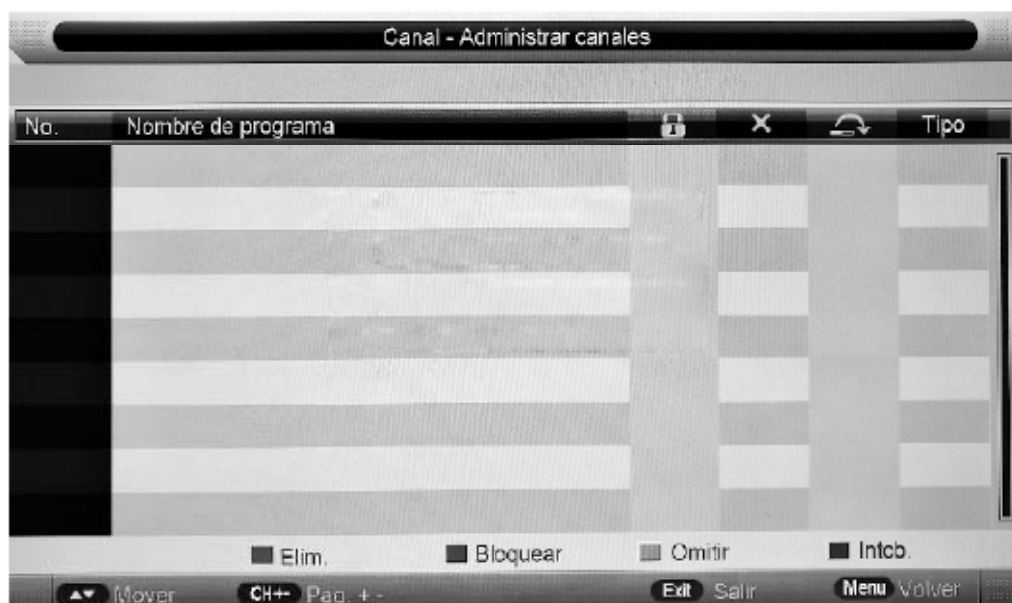 Canal - Administrar canales
No. Nombre de programa Tipo
Elim. Bloquear Omitir Intcb.
Mover CH+- Pag. + - Exit Salir Menu Volver